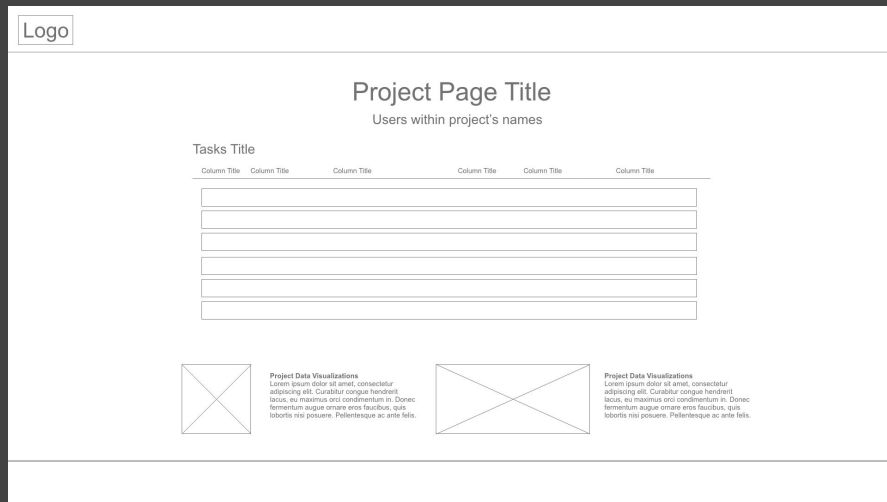 Logo
Project Page Title
Users within project's names
Tasks Title
Column Title Column Title Column Title Column Title Column Title Column Title
Project Data Visualizations
Lorem ipsum dolor sit amet, consectetur
adipiscing elit. Curabitur congue hendrerit
lacus, eu maximus orci condimentum in. Donec
fermentum augue ornare eros faucibus, quis
lobortis nisi posuere. Pellentesque ac ante felis.
Project Data Visualizations
Lorem ipsum dolor sit amet, consectetur
adipiscing elit. Curabitur congue hendrerit
lacus, eu maximus orci condimentum in. Donec
fermentum augue ornare eros faucibus, quis
lobortis nisi posuere. Pellentesque ac ante felis.